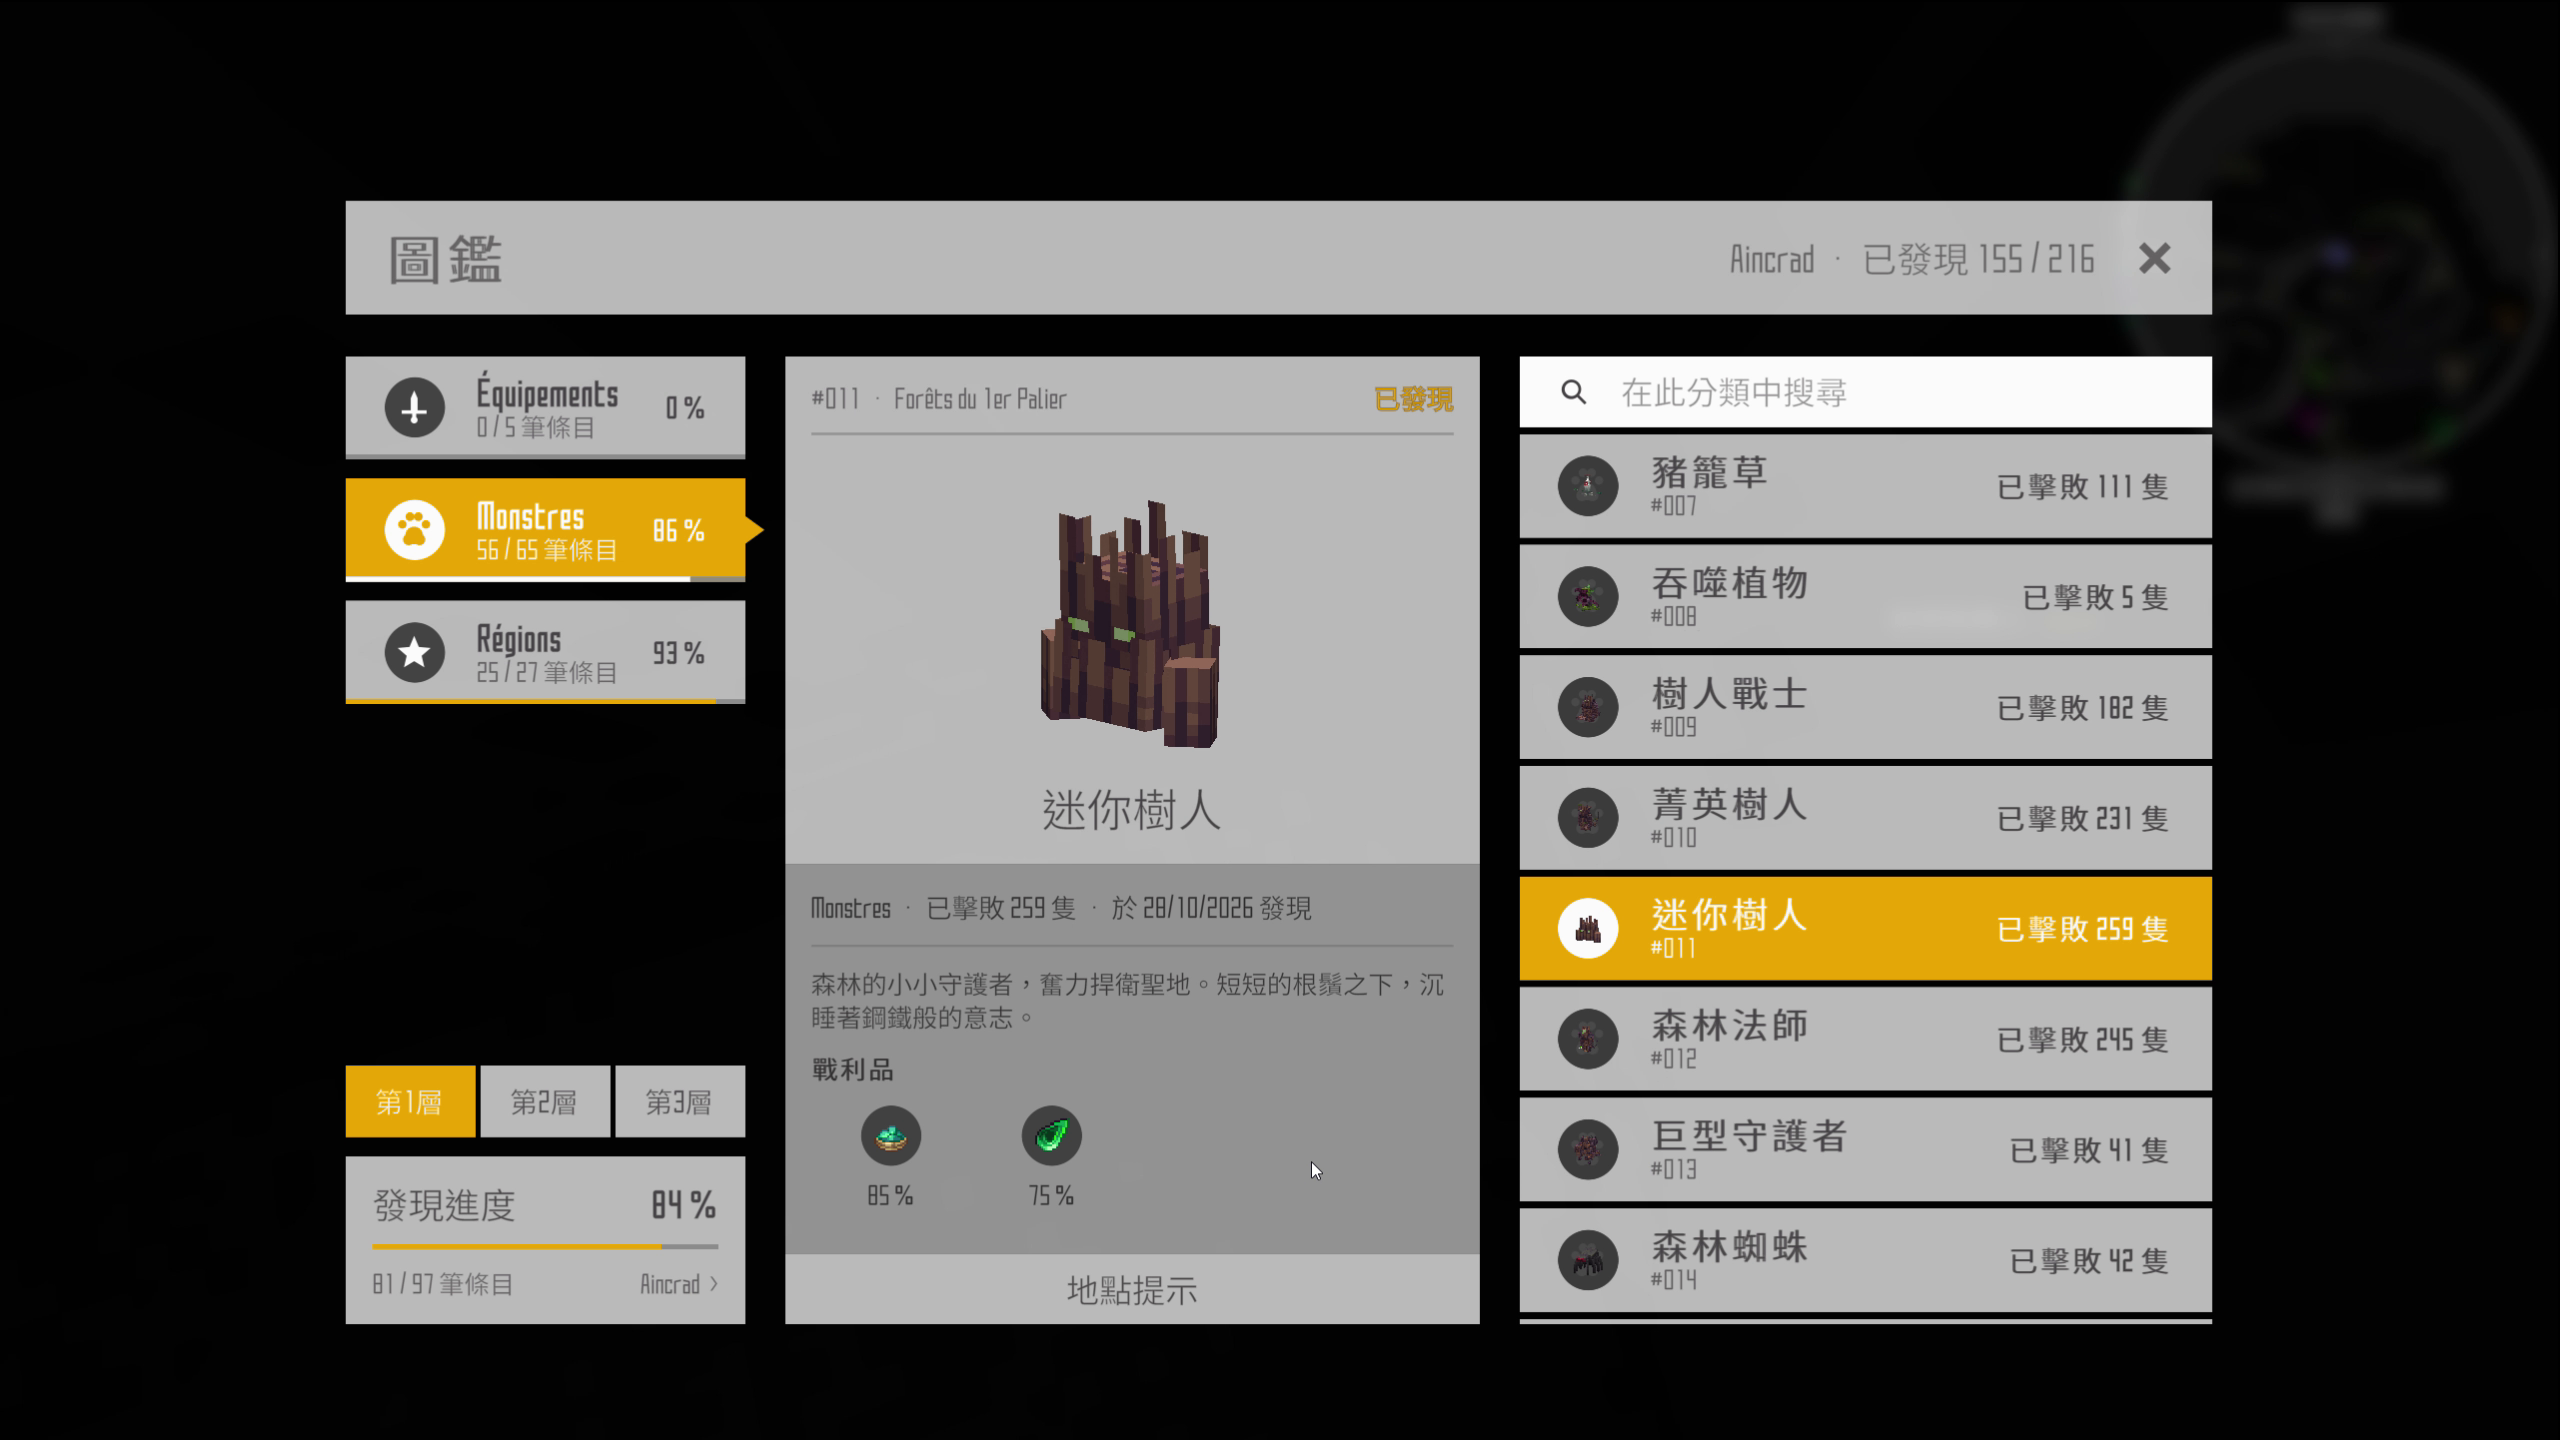 圖鑑
Aincrad · 已發現 155 / 216
Équipements
0 / 5 筆條目
0 %
Monstres
56 / 65 筆條目
86 %
Régions
25 / 27 筆條目
93 %
第1層
第2層
第3層
發現進度
84 %
81 / 97 筆條目
Aincrad >
#011 · Forêts du 1er Palier
已發現
迷你樹人
Monstres · 已擊敗 259 隻 · 於 28/10/2026 發現
森林的小小守護者，奮力捍衛聖地。短短的根鬚之下，沉
睡著鋼鐵般的意志。
戰利品
85 %
75 %
地點提示
在此分類中搜尋
豬籠草
#007
已擊敗 111 隻
吞噬植物
#008
已擊敗 5 隻
樹人戰士
#009
已擊敗 182 隻
菁英樹人
#010
已擊敗 231 隻
迷你樹人
#011
已擊敗 259 隻
森林法師
#012
已擊敗 245 隻
巨型守護者
#013
已擊敗 41 隻
森林蜘蛛
#014
已擊敗 42 隻